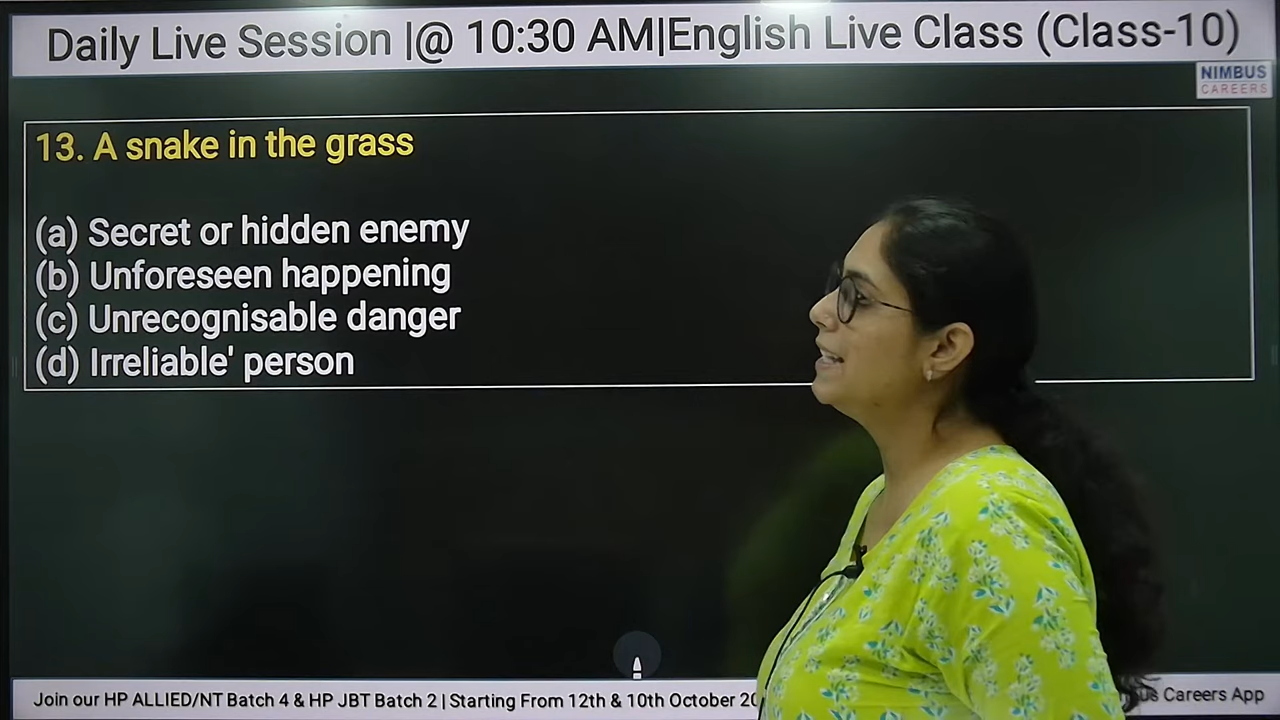 Daily Live Session |@ 10:30 AM|English Live Class (Class-10)
NIMBUS
CAREERS
13. A snake in the grass
(a) Secret or hidden enemy
(b) Unforeseen happening
(c) Unrecognisable danger
(d) Irreliable' person
Join our HP ALLIED/NT Batch 4 & HP JBT Batch 2 | Starting From 12th & 10th October Careers App